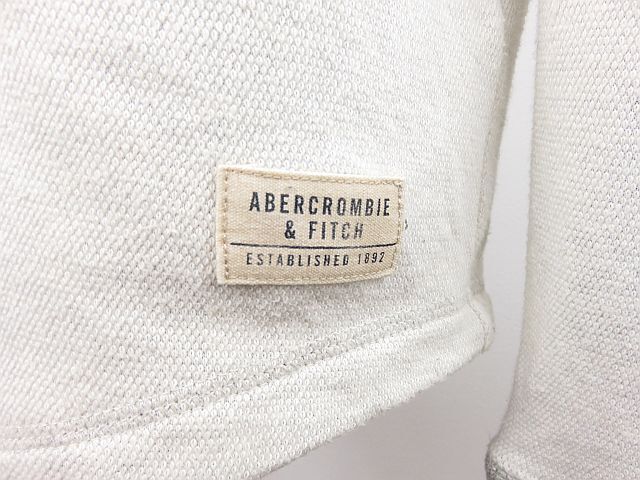 ABERCROMBIE
& FITCH
ESTABLISHED 1892